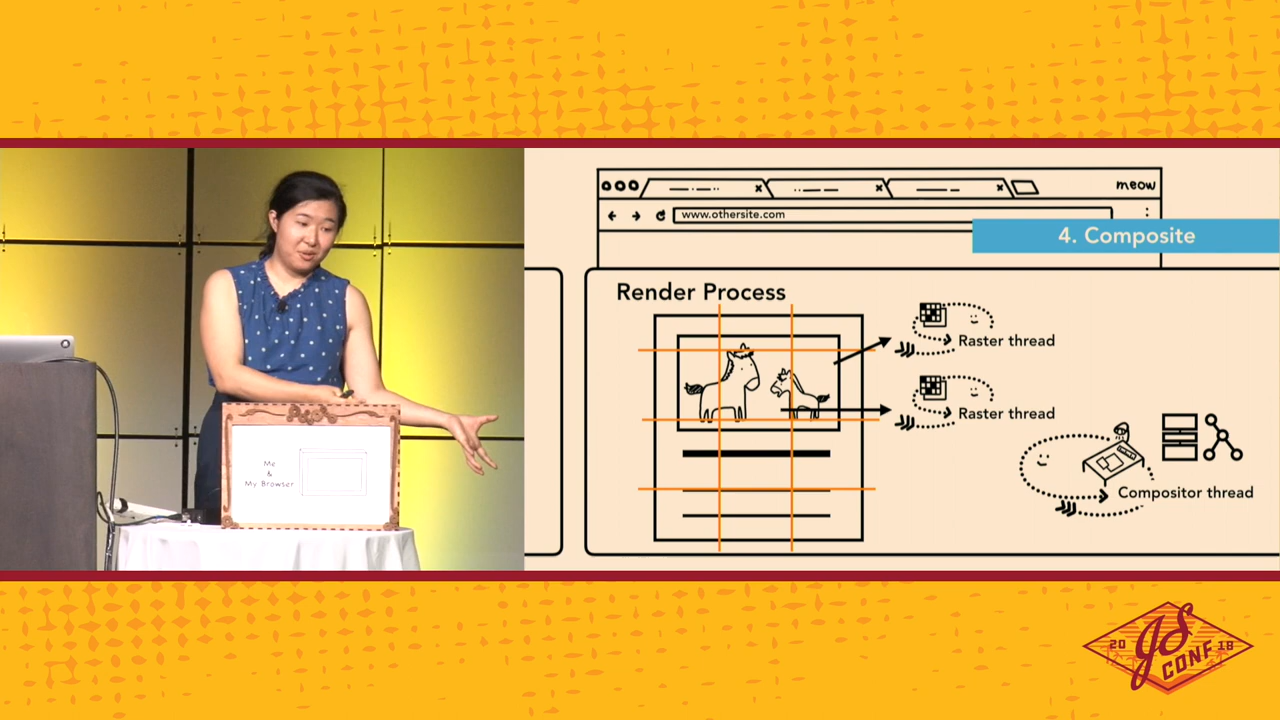 Me
&
My Browser
meow
www.othersite.com
4. Composite
Render Process
Raster thread
Raster thread
Compositor thread
20 JS CONF 18